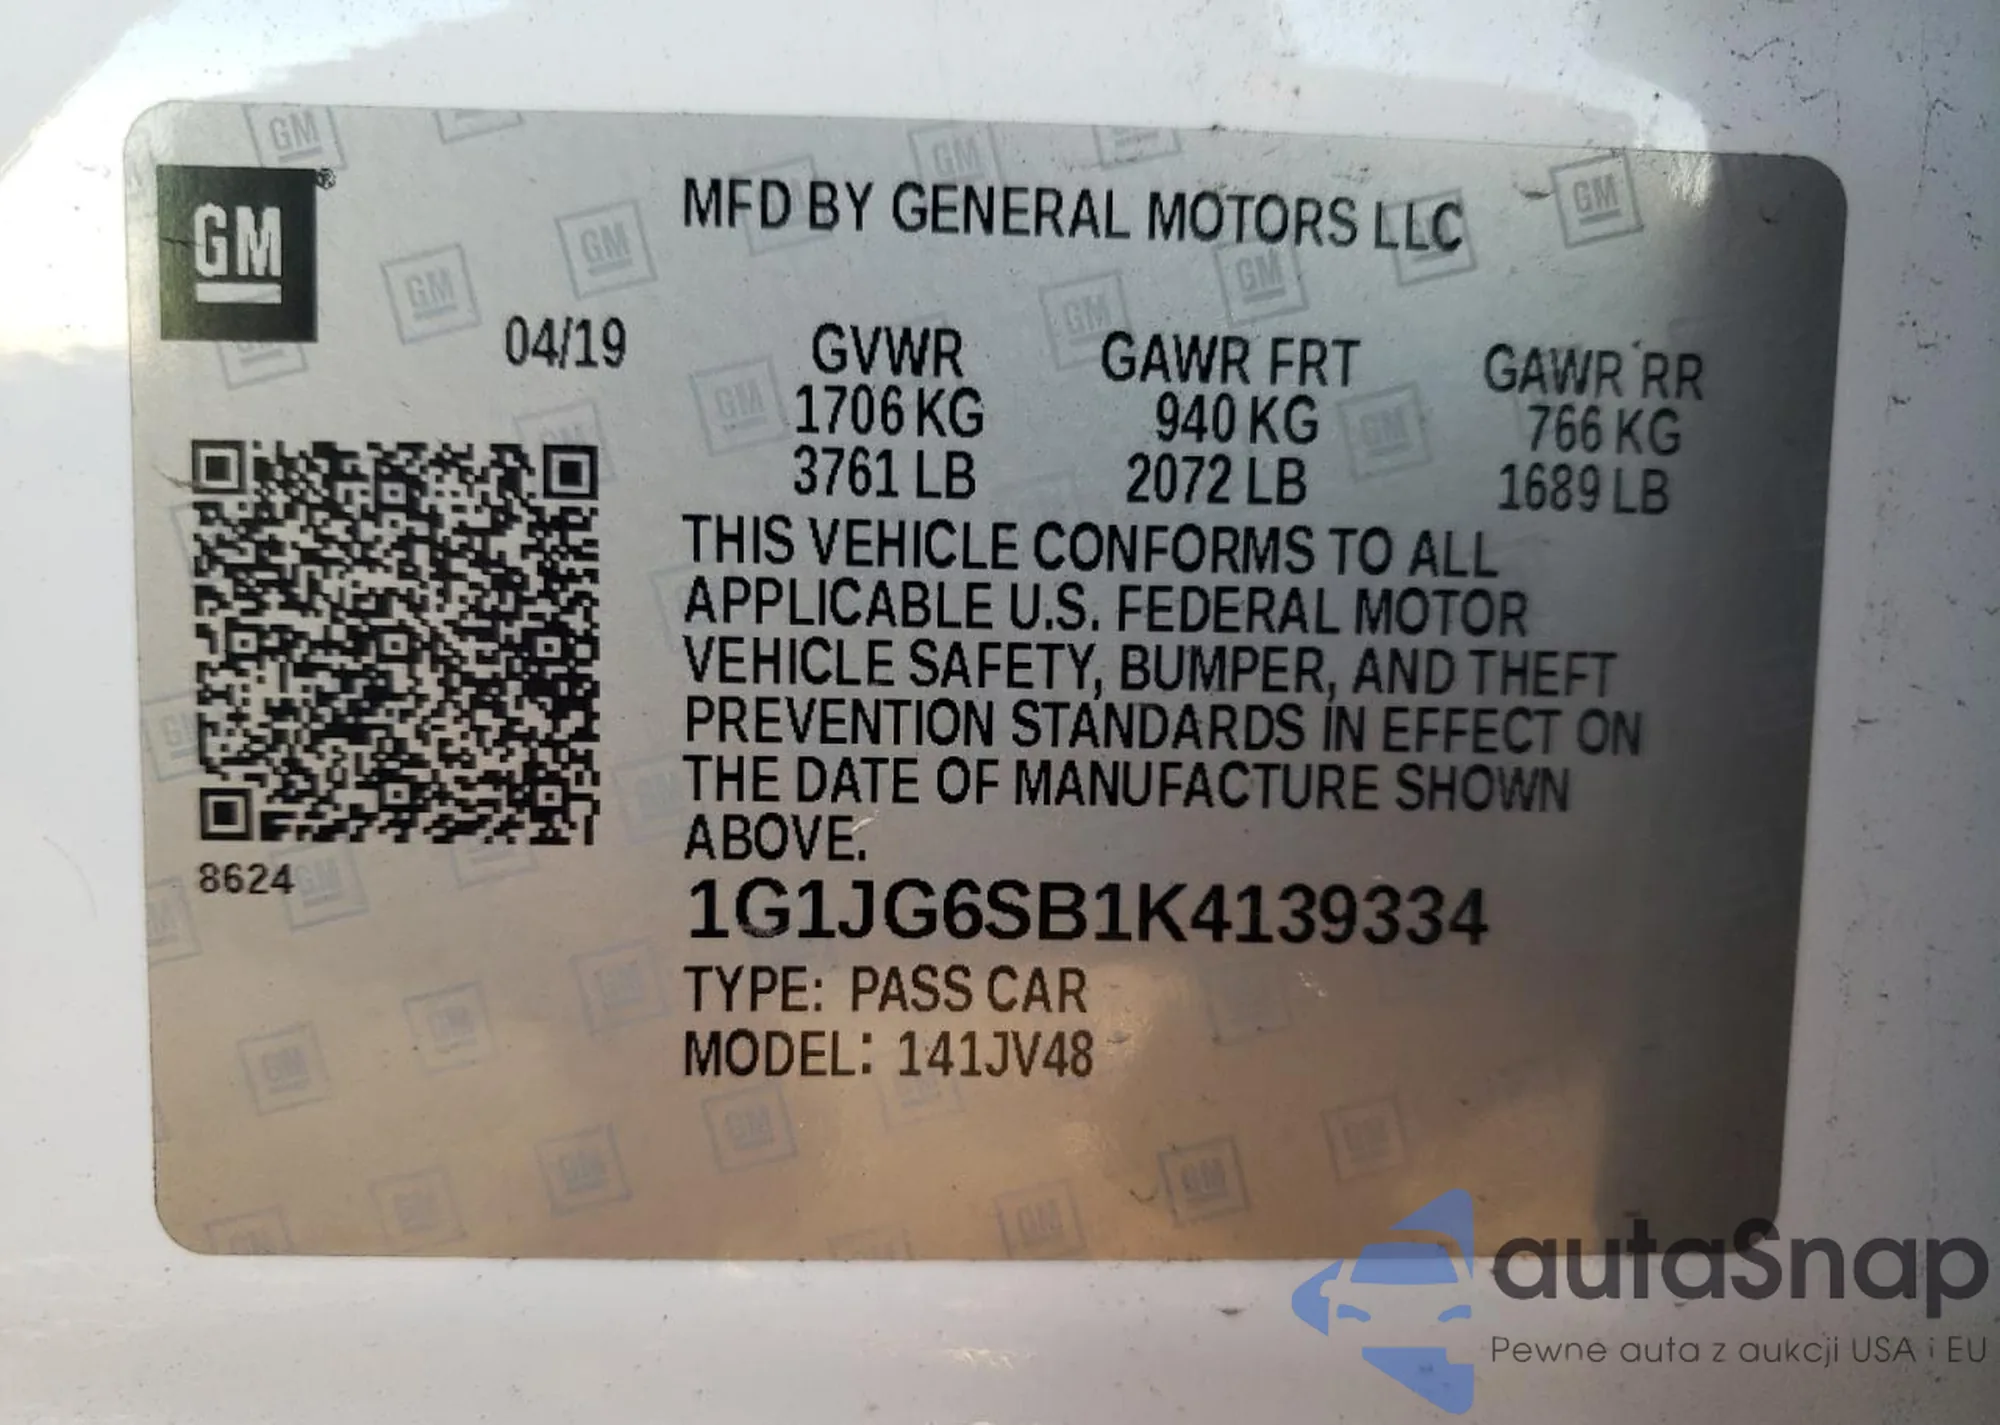 GM
MFD BY GENERAL MOTORS LLC
04/19
GVWR GAWR FRT GAWR RR
1706 KG 940 KG 766 KG
3761 LB 2072 LB 1689 LB
THIS VEHICLE CONFORMS TO ALL
APPLICABLE U.S. FEDERAL MOTOR
VEHICLE SAFETY, BUMPER, AND THEFT
PREVENTION STANDARDS IN EFFECT ON
THE DATE OF MANUFACTURE SHOWN
ABOVE.
8624
1G1JG6SB1K4139334
TYPE: PASS CAR
MODEL: 141JV48
autaSnap
Pewne auta z aukcji USA i EU